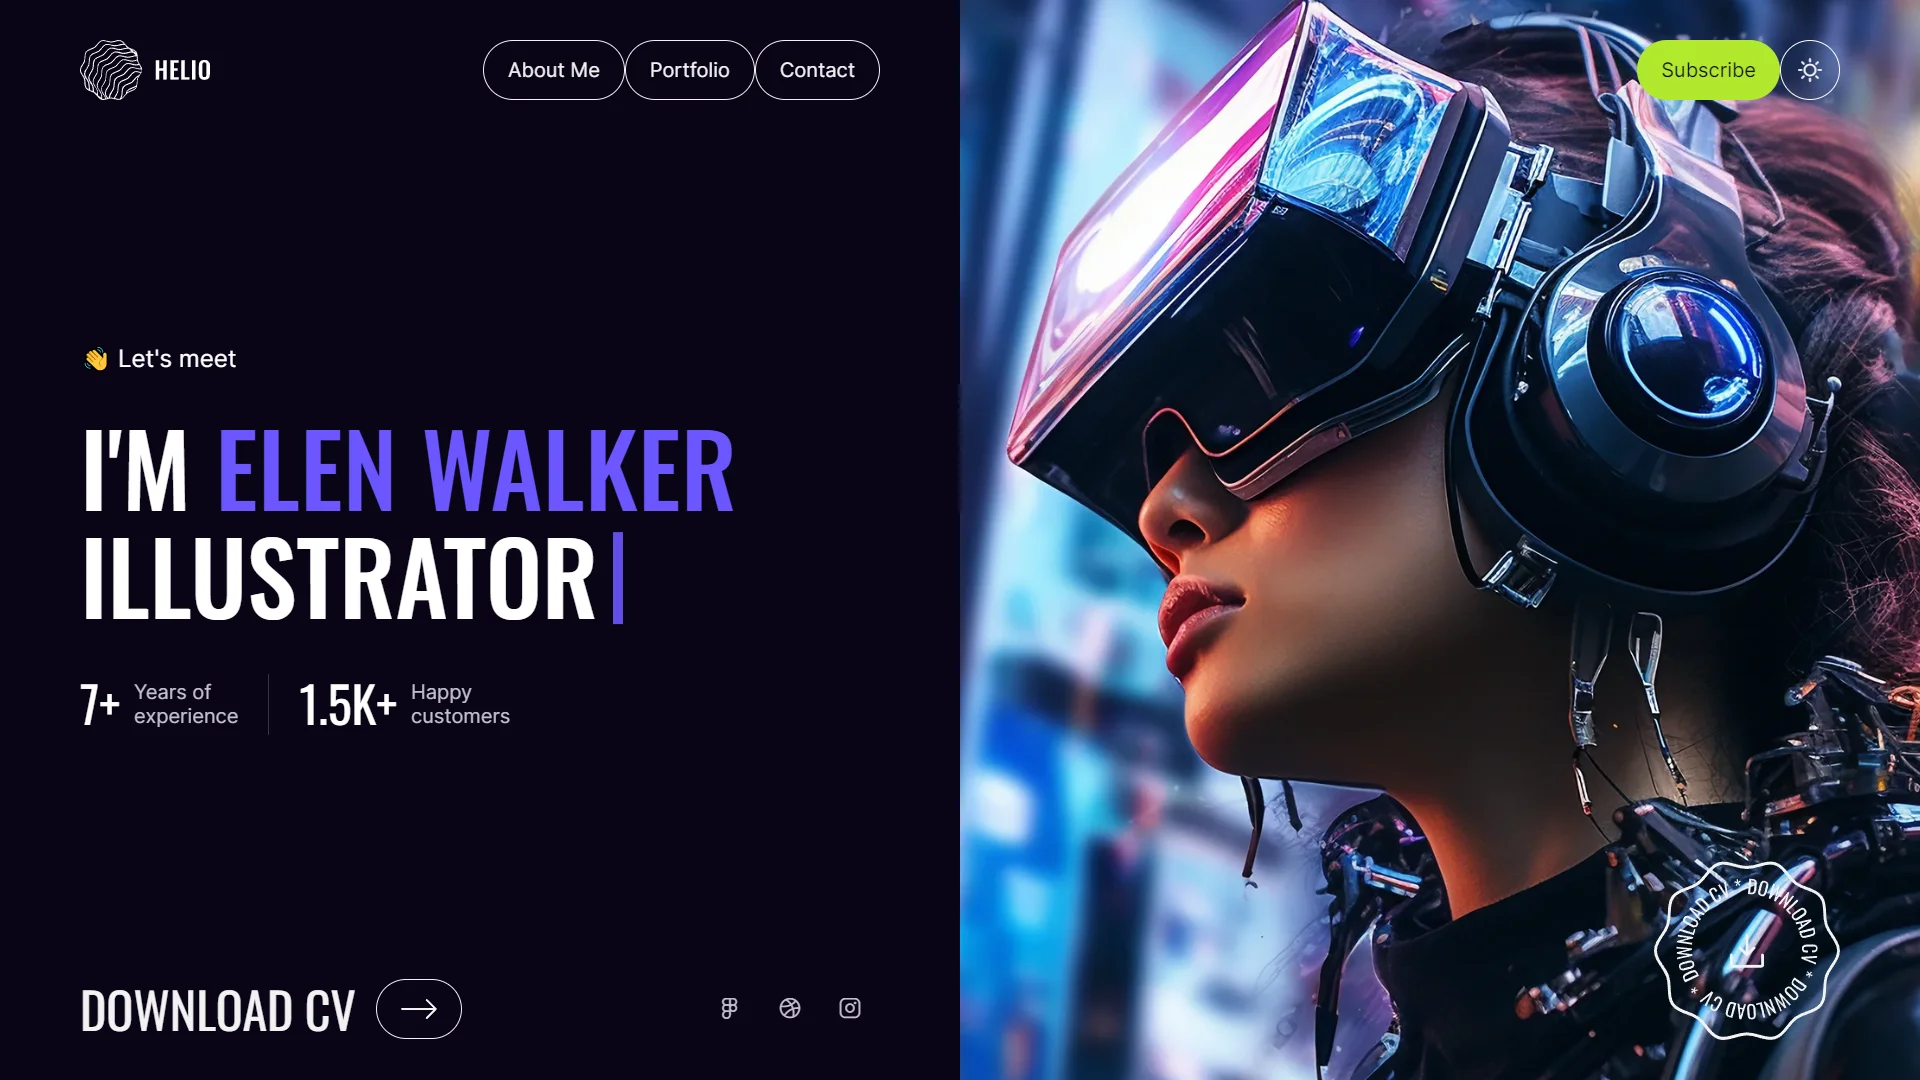 HELIO
About Me
Portfolio
Contact
Subscribe
👋 Let's meet
I'M ELEN WALKER
ILLUSTRATOR
7+
Years of
experience
1.5K+
Happy
customers
DOWNLOAD CV
DOWNLOAD CV * DOWNLOAD CV * DOWNLOAD CV *